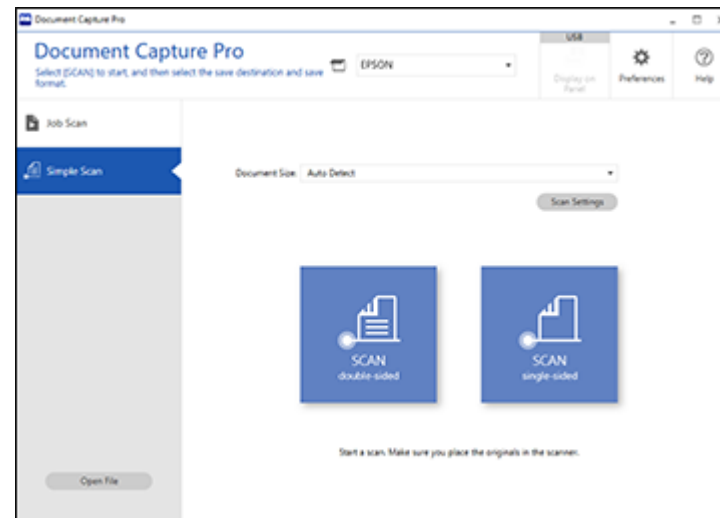 Document Capture Pro
Document Capture Pro
Select [SCAN] to start, and then select the save destination and save
format.
EPSON
USB
Display on
Panel
Preferences
Help
Job Scan
Simple Scan
Document Size: Auto Detect
Scan Settings
SCAN
double-sided
SCAN
single-sided
Start a scan. Make sure you place the originals in the scanner.
Open File